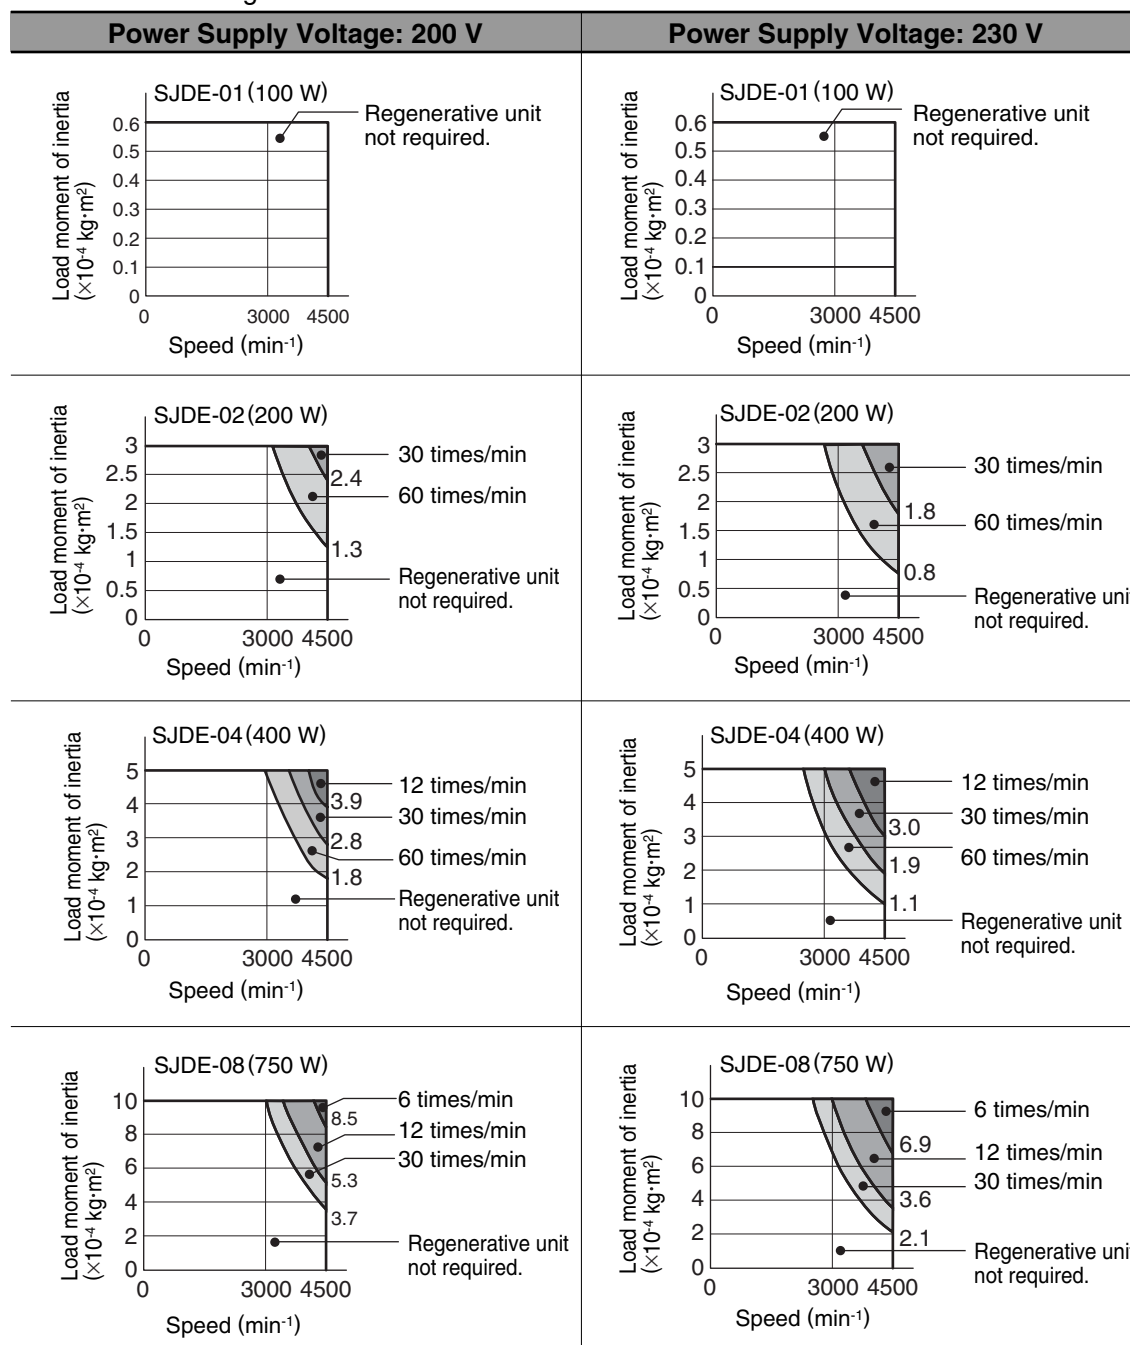 Power Supply Voltage: 200 V
Power Supply Voltage: 230 V
SJDE-01 (100 W)
Regenerative unit
not required.
Load moment of inertia
(×10-4 kg·m2)
0.6
0.5
0.4
0.3
0.2
0.1
0
0 3000 4500
Speed (min-1)
SJDE-01 (100 W)
Regenerative unit
not required.
Load moment of inertia
(×10-4 kg·m2)
0.6
0.5
0.4
0.3
0.2
0.1
0
0 3000 4500
Speed (min-1)
SJDE-02 (200 W)
Load moment of inertia
(×10-4 kg·m2)
3
2.5
2
1.5
1
0.5
0
30 times/min
2.4
60 times/min
1.3
Regenerative unit
not required.
0 3000 4500
Speed (min-1)
SJDE-02 (200 W)
Load moment of inertia
(×10-4 kg·m2)
3
2.5
2
1.5
1
0.5
0
30 times/min
1.8
60 times/min
0.8
Regenerative uni
not required.
0 3000 4500
Speed (min-1)
SJDE-04 (400 W)
Load moment of inertia
(×10-4 kg·m2)
5
4
3
2
1
0
12 times/min
3.9
30 times/min
2.8
60 times/min
1.8
Regenerative unit
not required.
0 3000 4500
Speed (min-1)
SJDE-04 (400 W)
Load moment of inertia
(×10-4 kg·m2)
5
4
3
2
1
0
12 times/min
30 times/min
3.0
60 times/min
1.9
1.1
Regenerative unit
not required.
0 3000 4500
Speed (min-1)
SJDE-08 (750 W)
Load moment of inertia
(×10-4 kg·m2)
10
8
6
4
2
0
6 times/min
8.5
12 times/min
30 times/min
5.3
3.7
Regenerative unit
not required.
0 3000 4500
Speed (min-1)
SJDE-08 (750 W)
Load moment of inertia
(×10-4 kg·m2)
10
8
6
4
2
0
6 times/min
6.9
12 times/min
30 times/min
3.6
2.1
Regenerative uni
not required.
0 3000 4500
Speed (min-1)